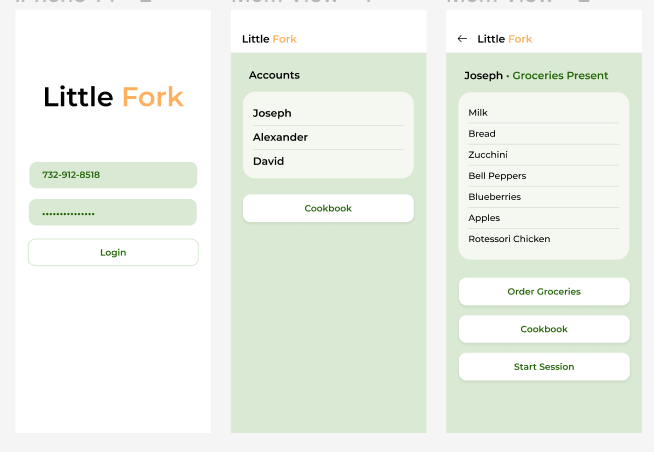 Little Fork
732-912-8518
Login
Little Fork
Accounts
Joseph
Alexander
David
Cookbook
← Little Fork
Joseph • Groceries Present
Milk
Bread
Zucchini
Bell Peppers
Blueberries
Apples
Rotessori Chicken
Order Groceries
Cookbook
Start Session